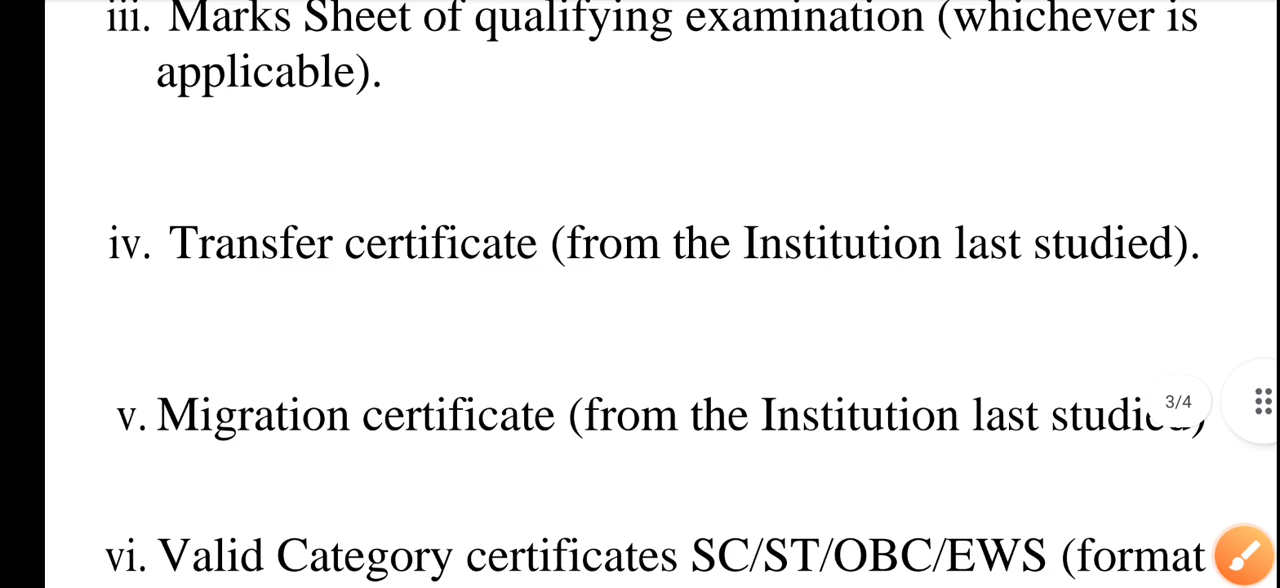 iii. Marks Sheet of qualifying examination (whichever is
applicable).
iv. Transfer certificate (from the Institution last studied).
v. Migration certificate (from the Institution last
3/4
vi. Valid Category certificates SC/ST/OBC/EWS (format